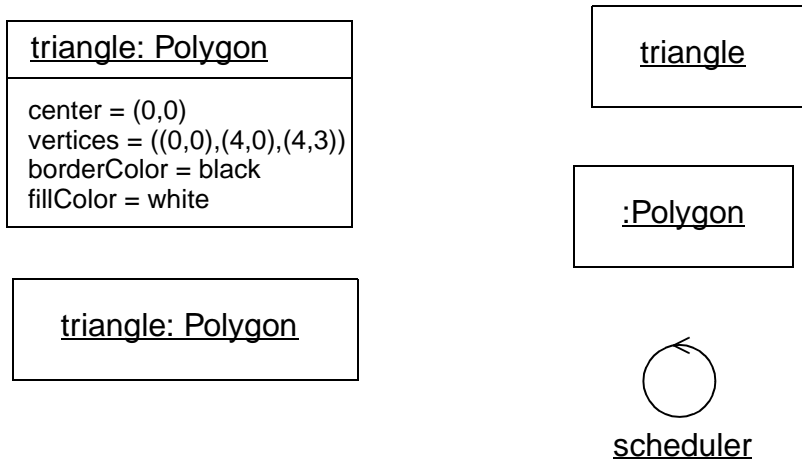 triangle: Polygon
center = (0,0)
vertices = ((0,0),(4,0),(4,3))
borderColor = black
fillColor = white
triangle: Polygon
triangle
:Polygon
scheduler